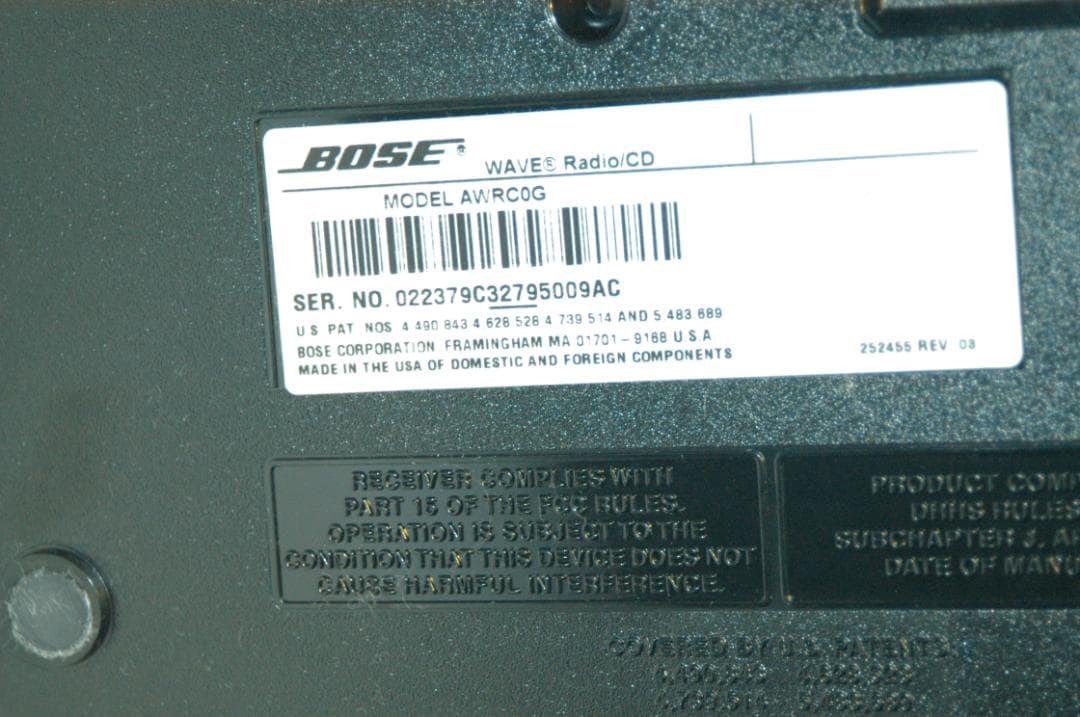 BOSE®
WAVE® Radio/CD
MODEL AWRC0G
SER. NO. 022379C32795009AC
U S PAT NOS 4 490 843 4 628 528 4 739 514 AND 5 483 689
BOSE CORPORATION FRAMINGHAM MA 01701 - 9168 U S A
MADE IN THE USA OF DOMESTIC AND FOREIGN COMPONENTS
252455 REV 03
RECEIVER COMPLIES WITH
PART 15 OF THE FCC RULES.
OPERATION IS SUBJECT TO THE
CONDITION THAT THIS DEVICE DOES NOT
CAUSE HARMFUL INTERFERENCE.
PRODUCT COMP
DHHS RULES
SUBCHAPTER J,
DATE OF MANU
COVERED BY U.S. PATENTS